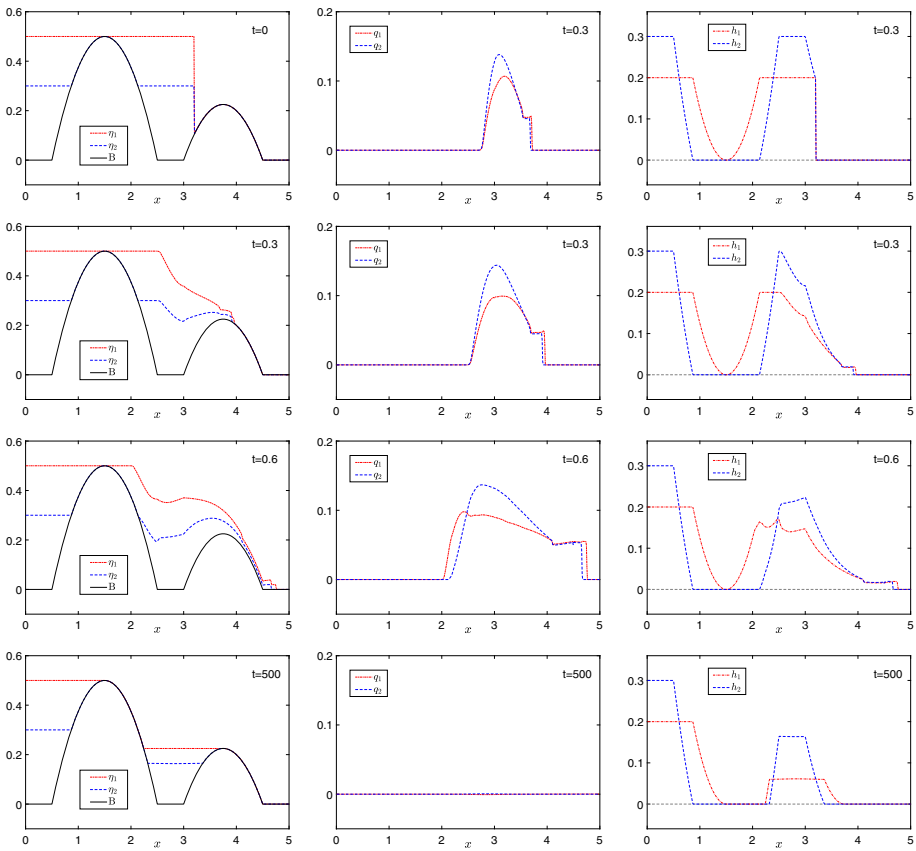 0.6
t=0
0.4
0.2
η₁
η₂
B
0
0 1 2 3 4 5
x
0.2
q₁
t=0.3
q₂
0.1
0
0 1 2 3 4 5
x
h₁
t=0.3
h₂
0.3
0.2
0.1
0
0 1 2 3 4 5
x
0.6
t=0.3
0.4
0.2
η₁
η₂
B
0
0 1 2 3 4 5
x
0.2
q₁
t=0.3
q₂
0.1
0
0 1 2 3 4 5
x
h₁
t=0.3
h₂
0.3
0.2
0.1
0
0 1 2 3 4 5
x
0.6
t=0.6
0.4
0.2
η₁
η₂
B
0
0 1 2 3 4 5
x
0.2
q₁
t=0.6
q₂
0.1
0
0 1 2 3 4 5
x
h₁
t=0.6
h₂
0.3
0.2
0.1
0
0 1 2 3 4 5
x
0.6
t=500
0.4
0.2
η₁
η₂
B
0
0 1 2 3 4 5
x
0.2
q₁
t=500
q₂
0.1
0
0 1 2 3 4 5
x
h₁
t=500
h₂
0.3
0.2
0.1
0
0 1 2 3 4 5
x